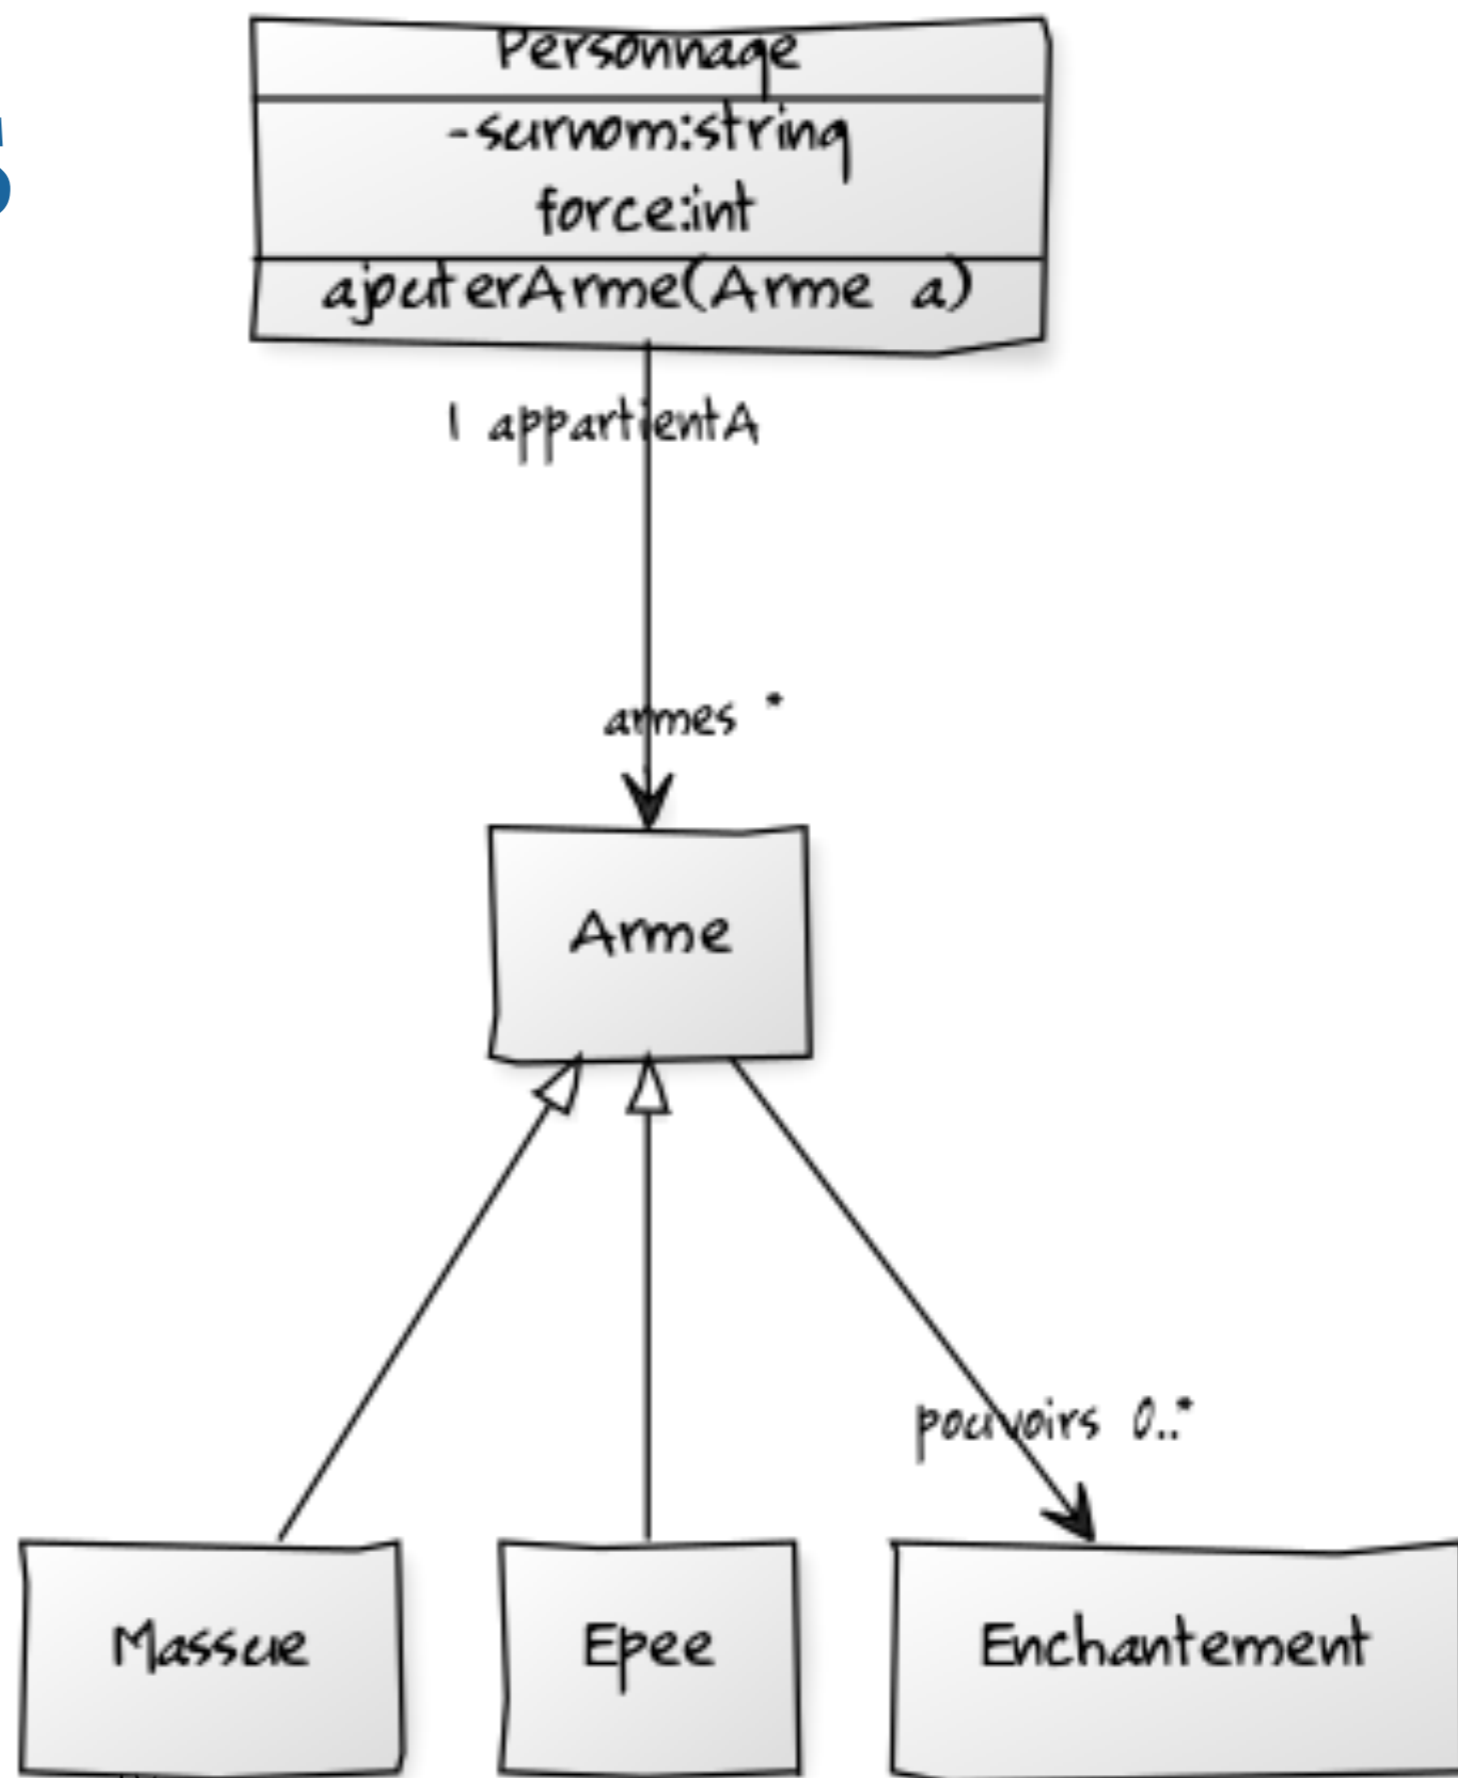 Personnage
-surnom:string
force:int
ajouterArme(Arme a)
1 appartientA
armes *
Arme
pouvoirs 0..*
Massue
Epee
Enchantement